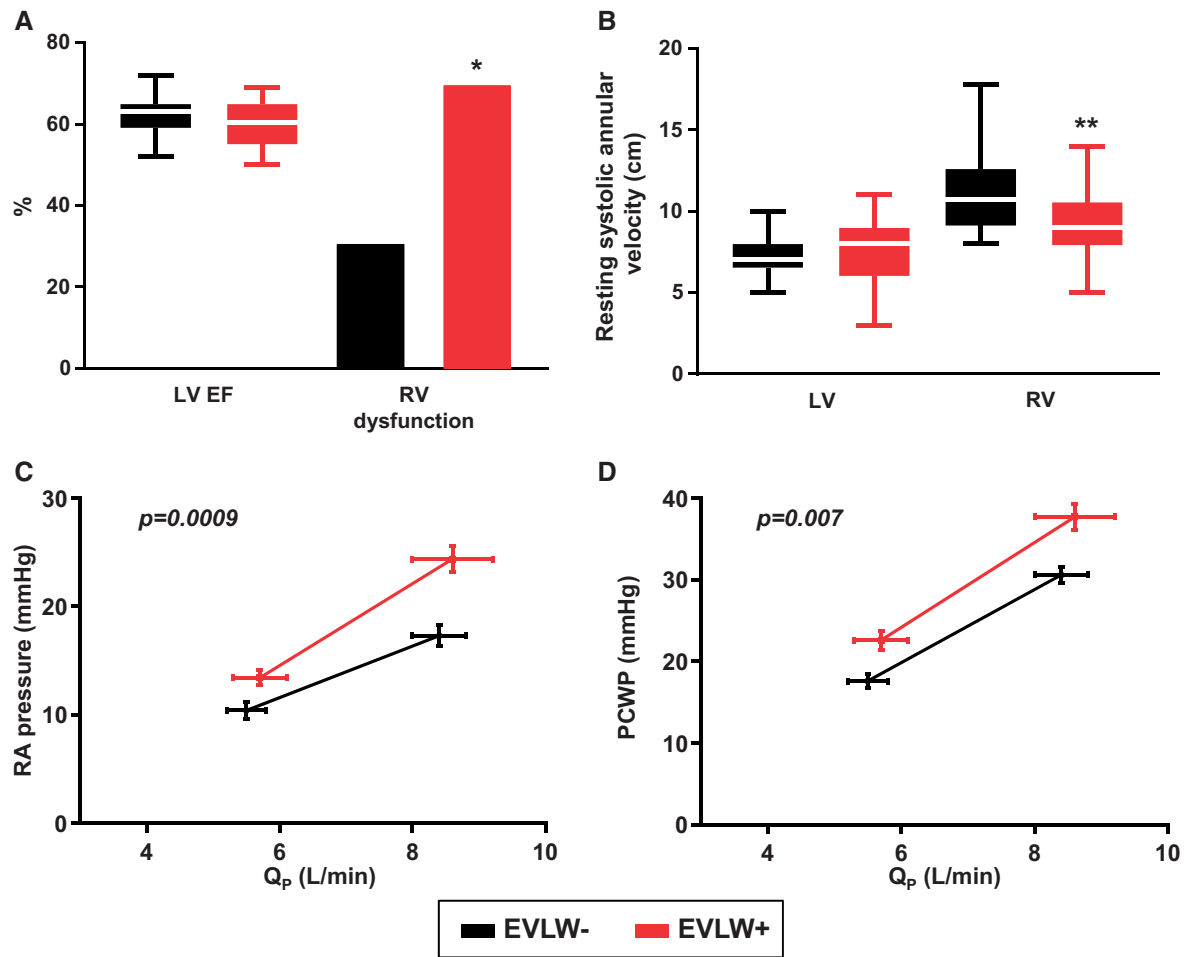 A
80
60
40
20
0
%
*
LV EF
RV
dysfunction
B
20
15
10
5
0
Resting systolic annular
velocity (cm)
**
LV
RV
C
30
20
10
0
RA pressure (mmHg)
p=0.0009
4 6 8 10
QP (L/min)
D
40
30
20
10
0
PCWP (mmHg)
p=0.007
4 6 8 10
QP (L/min)
EVLW- EVLW+